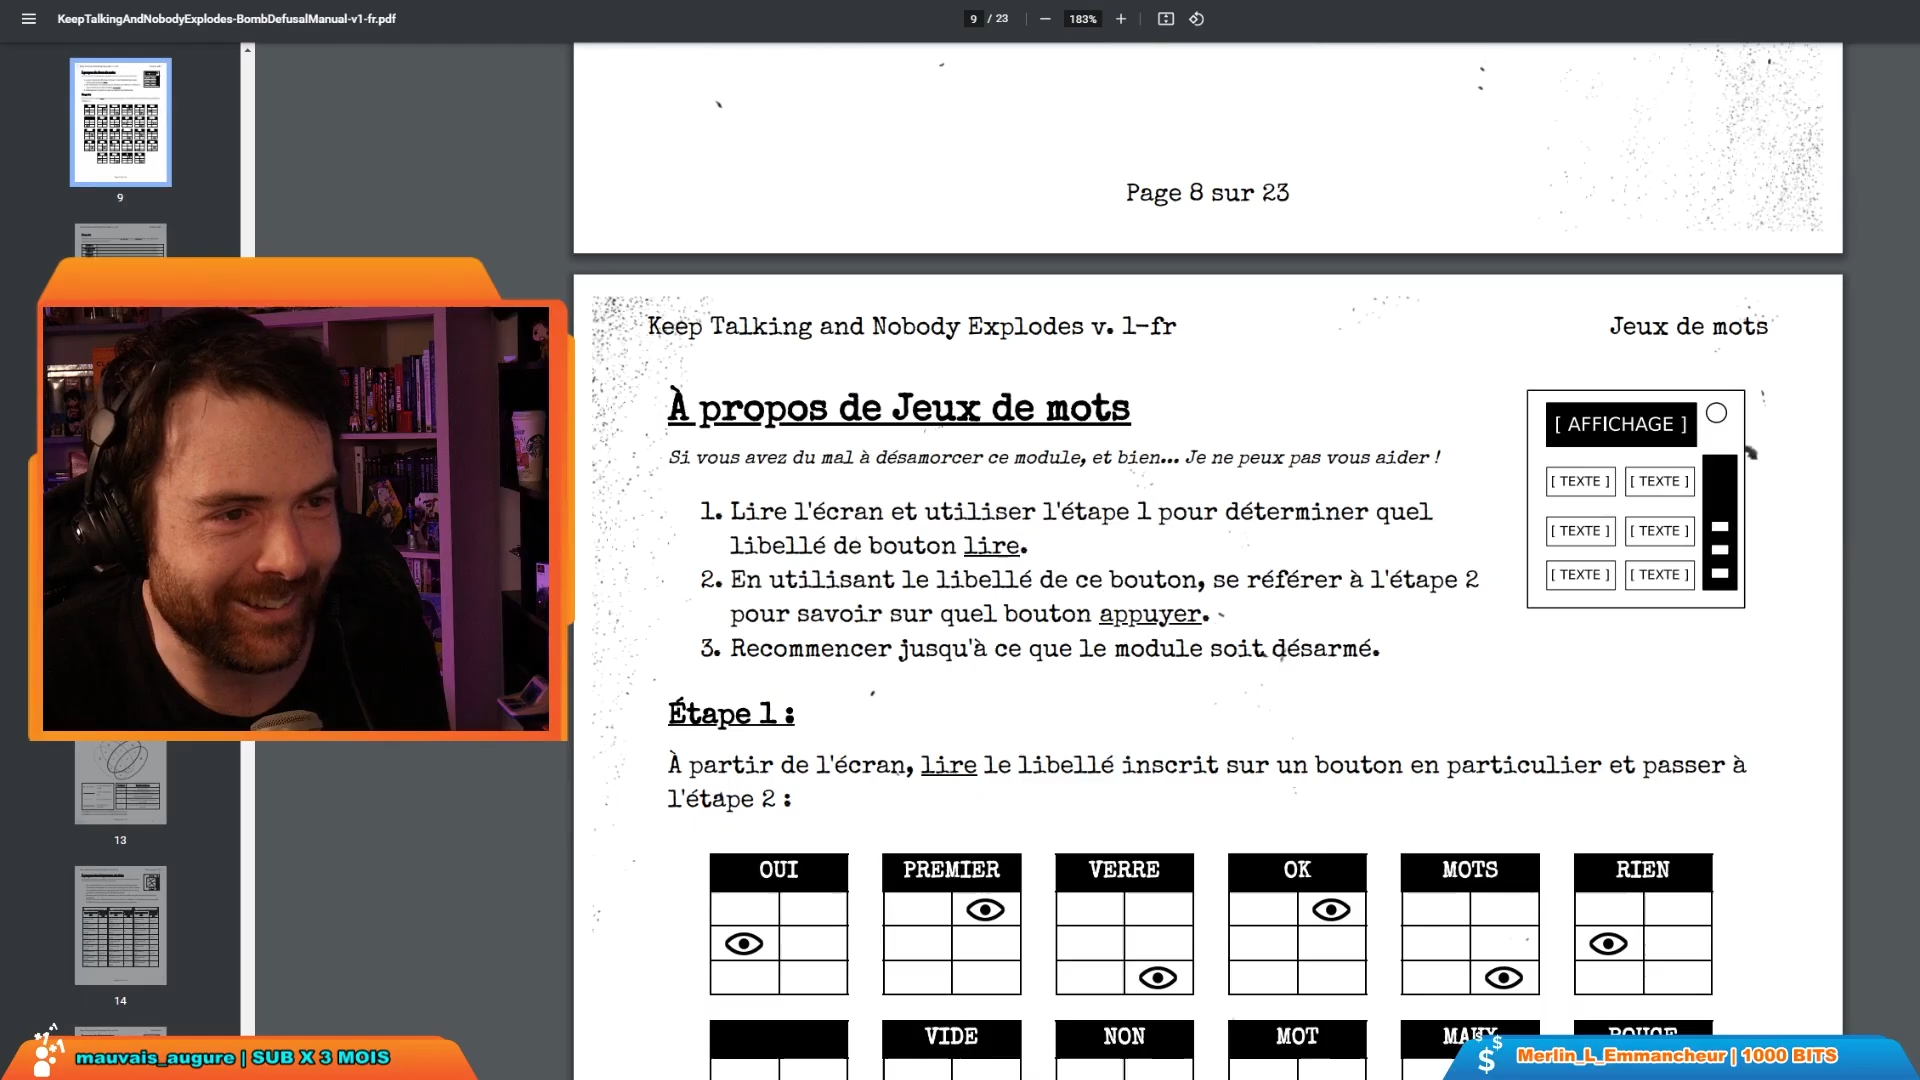 KeepTalkingAndNobodyExplodes-BombDefusalManual-v1-fr.pdf
9 / 23
183%
9
13
14
Page 8 sur 23
Keep Talking and Nobody Explodes v. 1-fr
Jeux de mots
À propos de Jeux de mots
Si vous avez du mal à désamorcer ce module, et bien... Je ne peux pas vous aider !
1. Lire l'écran et utiliser l'étape 1 pour déterminer quel
libellé de bouton lire.
2. En utilisant le libellé de ce bouton, se référer à l'étape 2
pour savoir sur quel bouton appuyer.
3. Recommencer jusqu'à ce que le module soit désarmé.
[ AFFICHAGE ]
[ TEXTE ] [ TEXTE ]
[ TEXTE ] [ TEXTE ]
[ TEXTE ] [ TEXTE ]
Étape 1 :
À partir de l'écran, lire le libellé inscrit sur un bouton en particulier et passer à
l'étape 2 :
OUI PREMIER VERRE OK MOTS RIEN
VIDE NON MOT
mauvais_augure | SUB X 3 MOIS
Merlin_L_Emmancheur | 1000 BITS